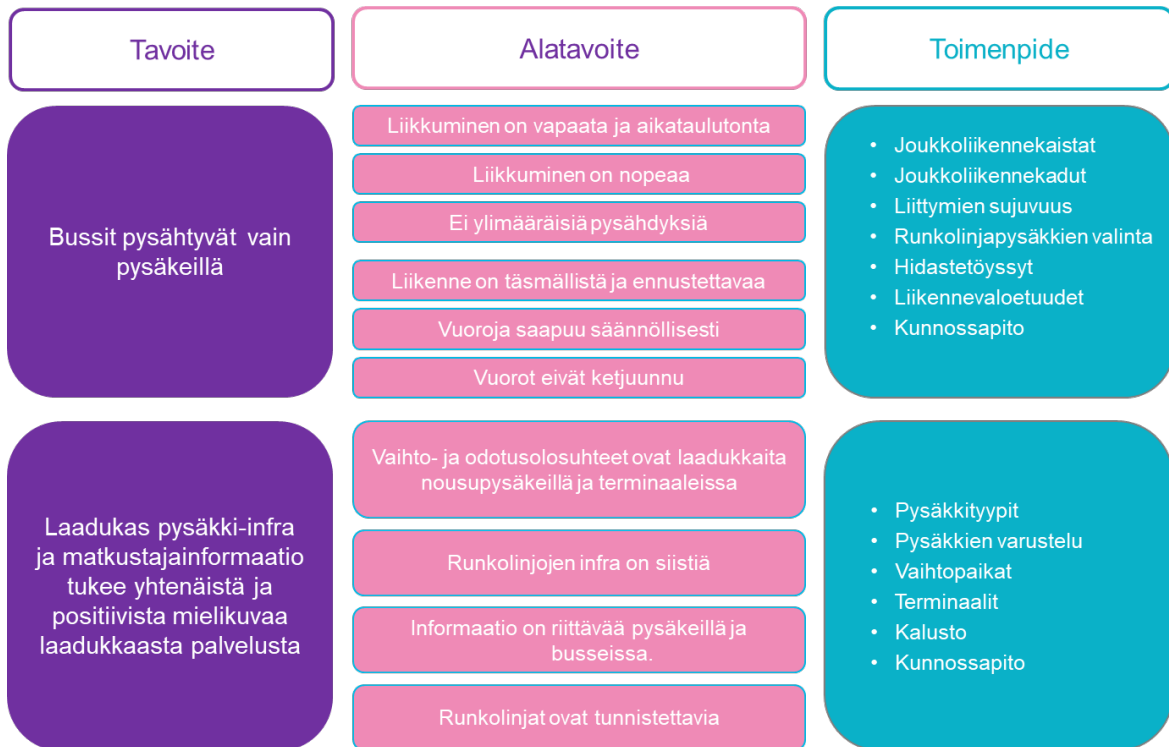 Tavoite
Alatavoite
Toimenpide
Bussit pysähtyvät vain
pysäkeillä
Liikkuminen on vapaata ja aikataulutonta
Liikkuminen on nopeaa
Ei ylimääräisiä pysähdyksiä
Liikenne on täsmällistä ja ennustettavaa
Vuoroja saapuu säännöllisesti
Vuorot eivät ketjuunnu
• Joukkoliikennekaistat
• Joukkoliikennekadut
• Liittymien sujuvuus
• Runkolinjapysäkkien valinta
• Hidastetöyssyt
• Liikennevaloetuudet
• Kunnossapito
Laadukas pysäkki-infra
ja matkustajainformaatio
tukee yhtenäistä ja
positiivista mielikuvaa
laadukkaasta palvelusta
Vaihto- ja odotusolosuhteet ovat laadukkaita
nousupysäkeillä ja terminaaleissa
Runkolinjojen infra on siistiä
Informaatio on riittävää pysäkeillä ja
busseissa.
Runkolinjat ovat tunnistettavia
• Pysäkkityypit
• Pysäkkien varustelu
• Vaihtopaikat
• Terminaalit
• Kalusto
• Kunnossapito